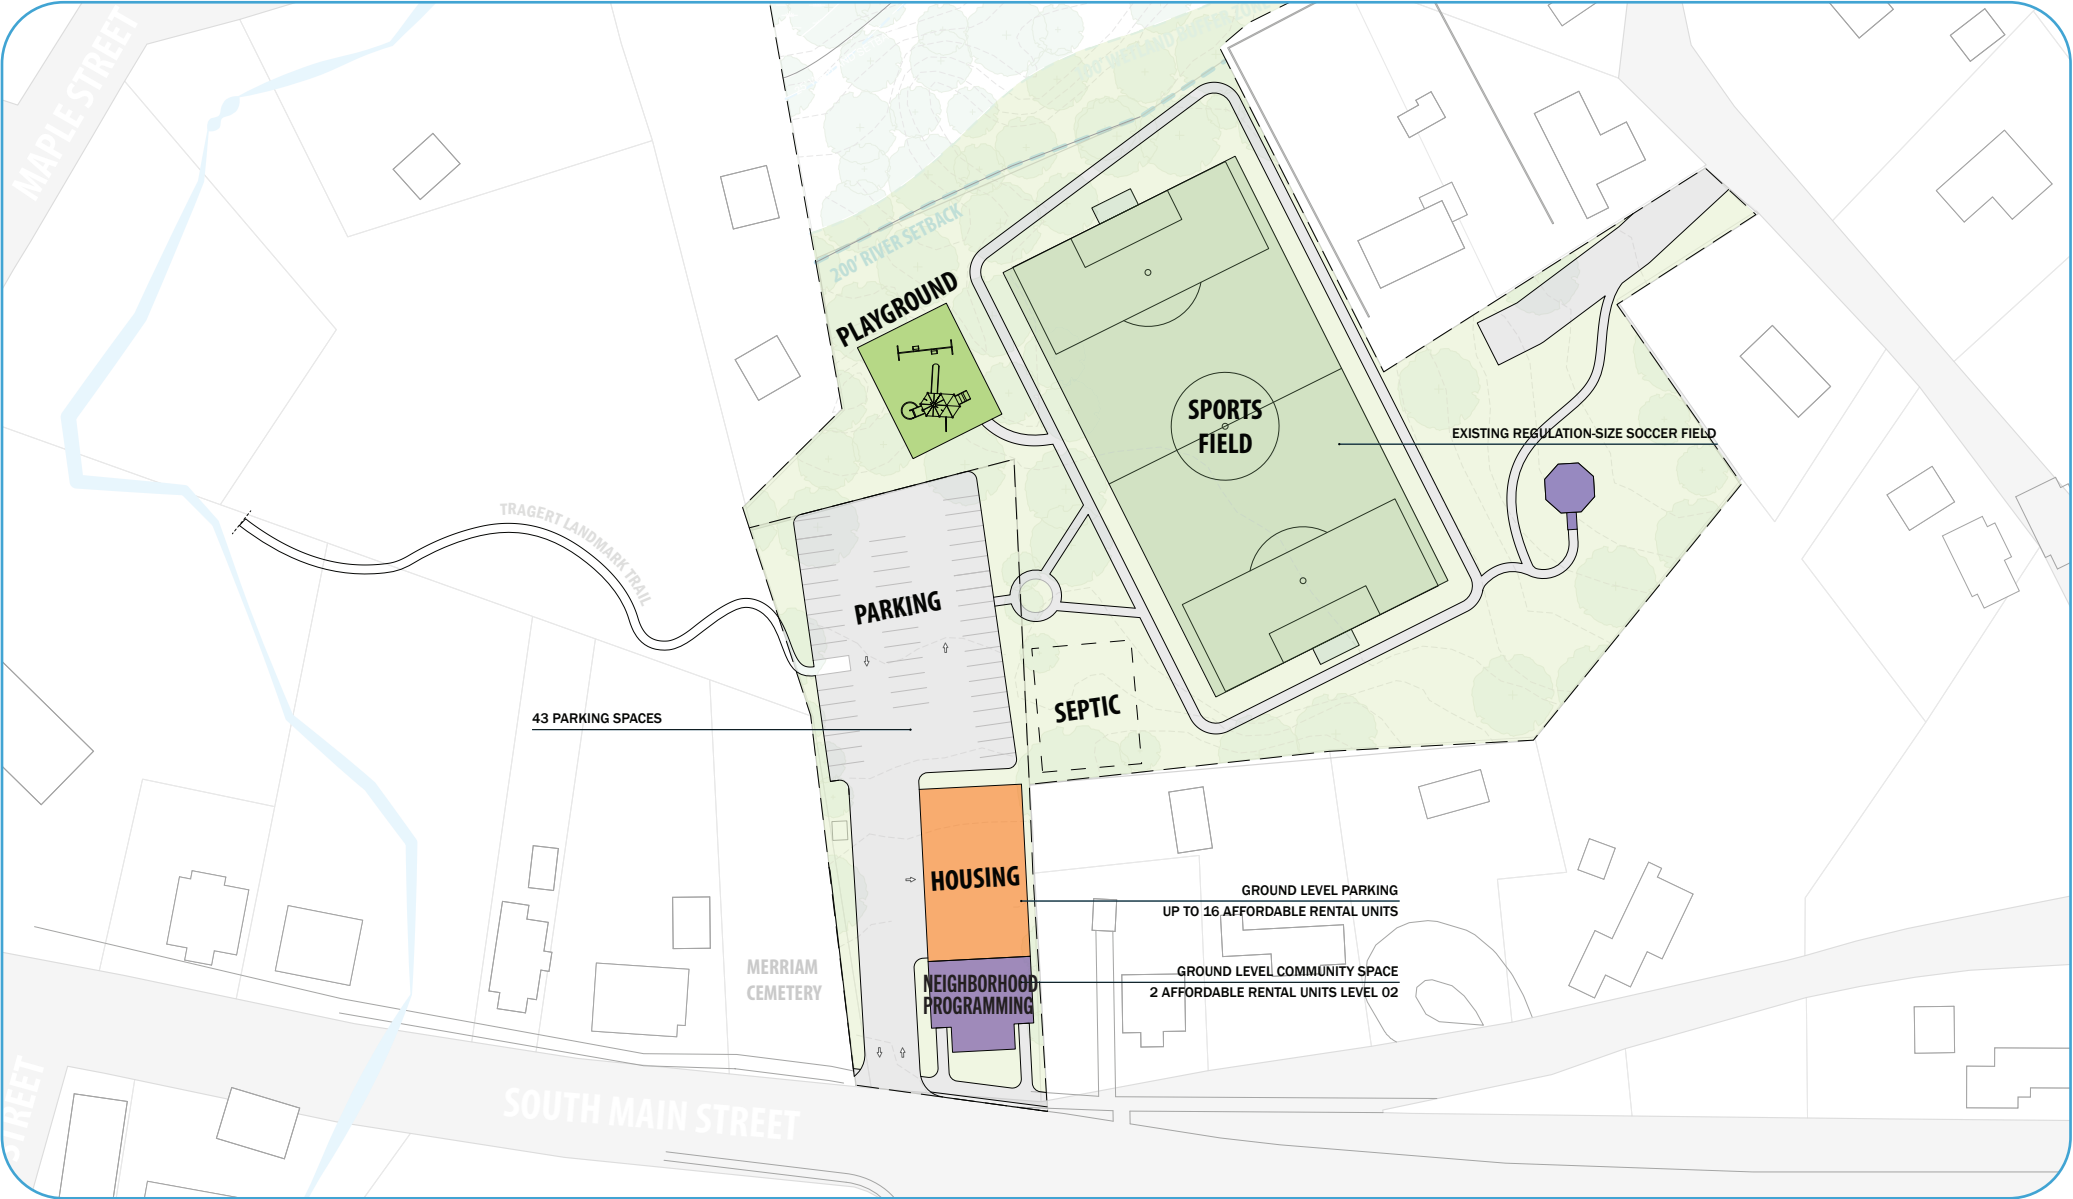 MAPLE STREET
200' RIVER SETBACK
PLAYGROUND
SPORTS
FIELD
EXISTING REGULATION-SIZE SOCCER FIELD
TRAGERT LANDMARK TRAIL
PARKING
SEPTIC
43 PARKING SPACES
HOUSING
GROUND LEVEL PARKING
UP TO 16 AFFORDABLE RENTAL UNITS
MERRIAM
CEMETERY
NEIGHBORHOOD
PROGRAMMING
GROUND LEVEL COMMUNITY SPACE
2 AFFORDABLE RENTAL UNITS LEVEL 02
STREET
SOUTH MAIN STREET